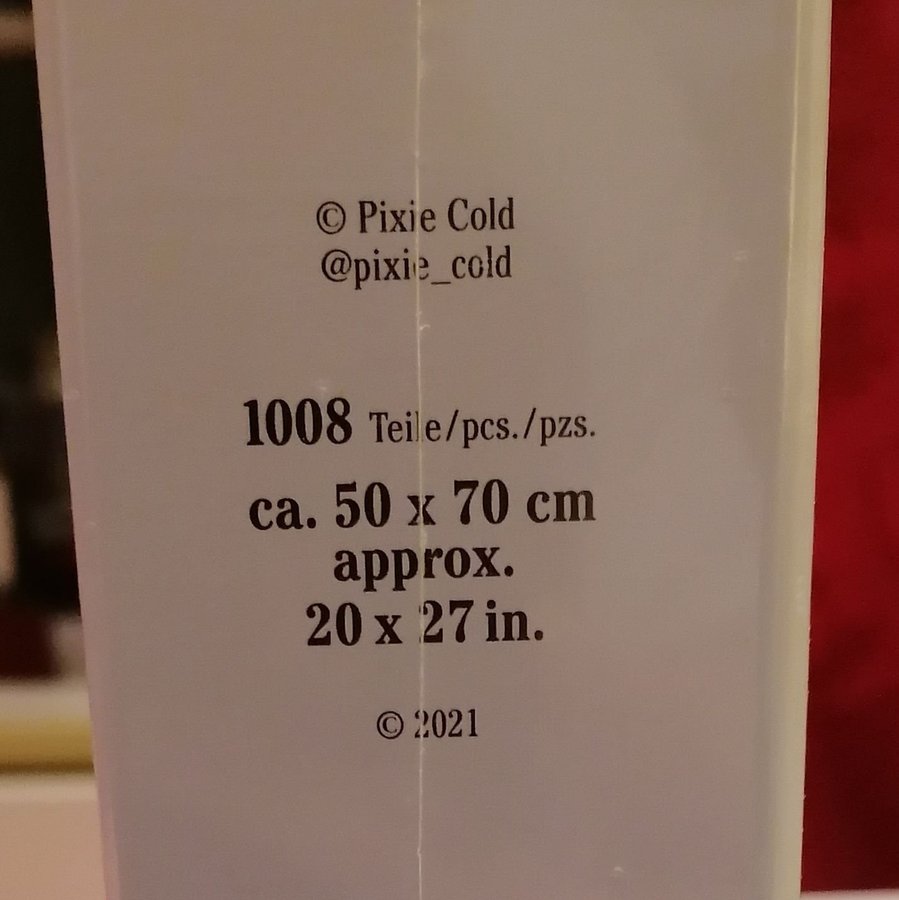 © Pixie Cold
@pixie_cold
1008 Teile/pcs./pzs.
ca. 50 x 70 cm
approx.
20 x 27 in.
© 2021